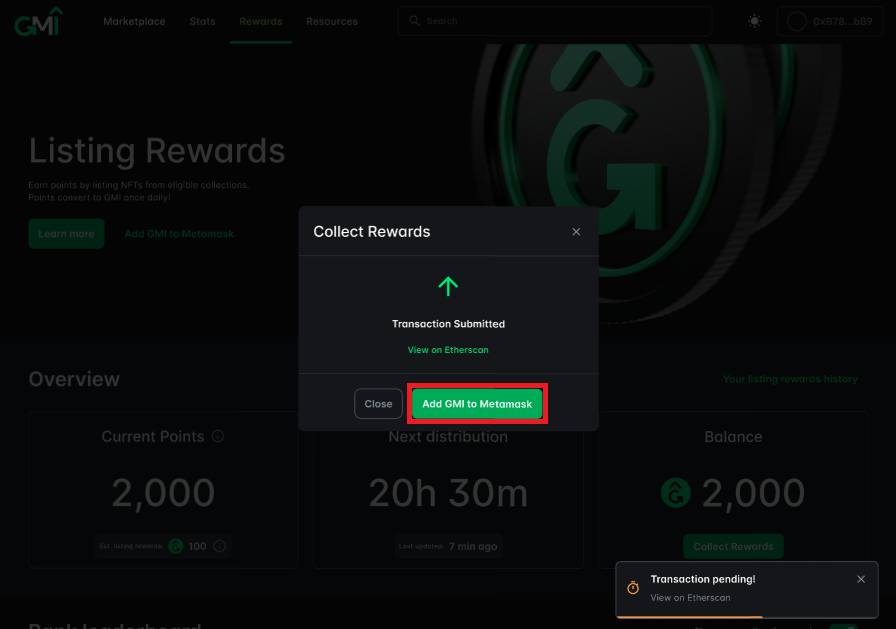 GMI
Marketplace
Stats
Rewards
Resources
Search
0xB78...bB9
Listing Rewards
Earn points by listing NFTs from eligible collections.
Points convert to GMI once daily!
Learn more
Add GMI to Metamask
Collect Rewards
Transaction Submitted
View on Etherscan
Close
Add GMI to Metamask
Overview
Your listing rewards history
Current Points
2,000
Est. listing rewards:
100
Next distribution
20h 30m
Last updated:
7 min ago
Balance
2,000
Collect Rewards
Transaction pending!
View on Etherscan